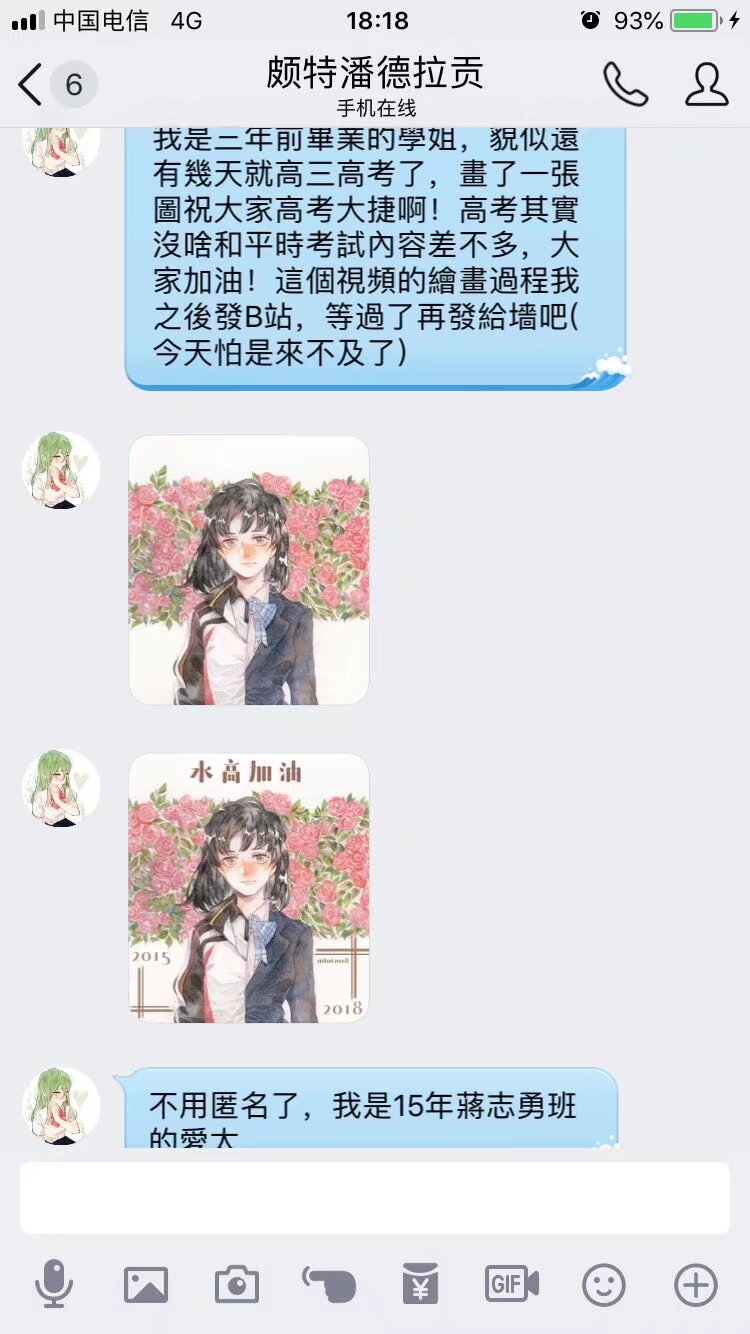 中国电信 4G 18:18 93%
6 颇特潘德拉贡
手机在线
我是三年前畢業的學姐，貌似還
有幾天就高三高考了，畫了一張
圖祝大家高考大捷啊！高考其實
沒啥和平時考試內容差不多，大
家加油！這個視頻的繪畫過程我
之後發B站，等過了再發給墻吧(
今天怕是來不及了)
水高加油
2015
aitai2018
2018
不用匿名了，我是15年蔣志勇班
的愛太
¥
GIF